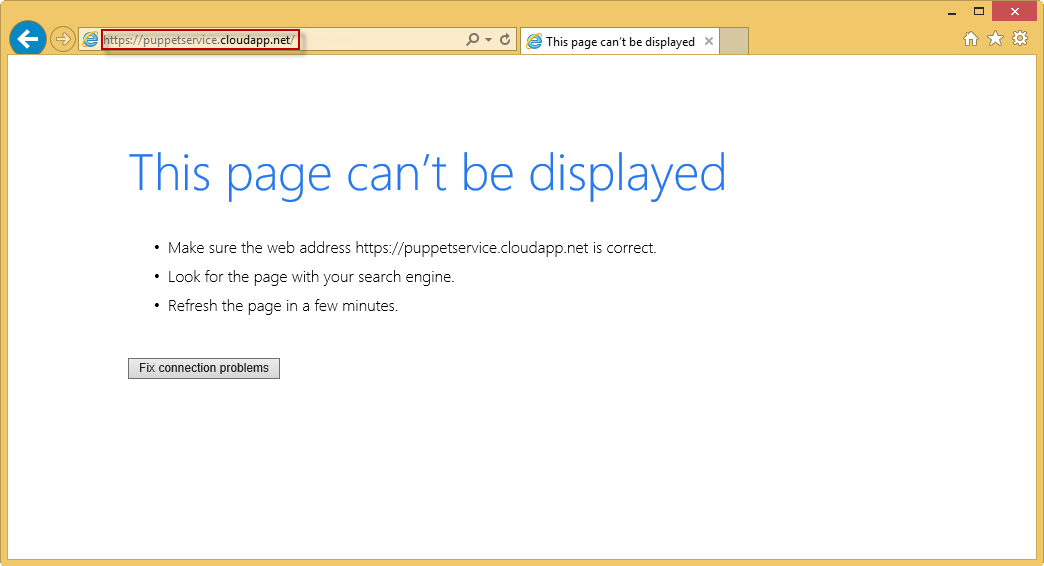 https://puppetservice.cloudapp.net/
This page can't be displayed
This page can't be displayed
• Make sure the web address https://puppetservice.cloudapp.net is correct.
• Look for the page with your search engine.
• Refresh the page in a few minutes.
Fix connection problems